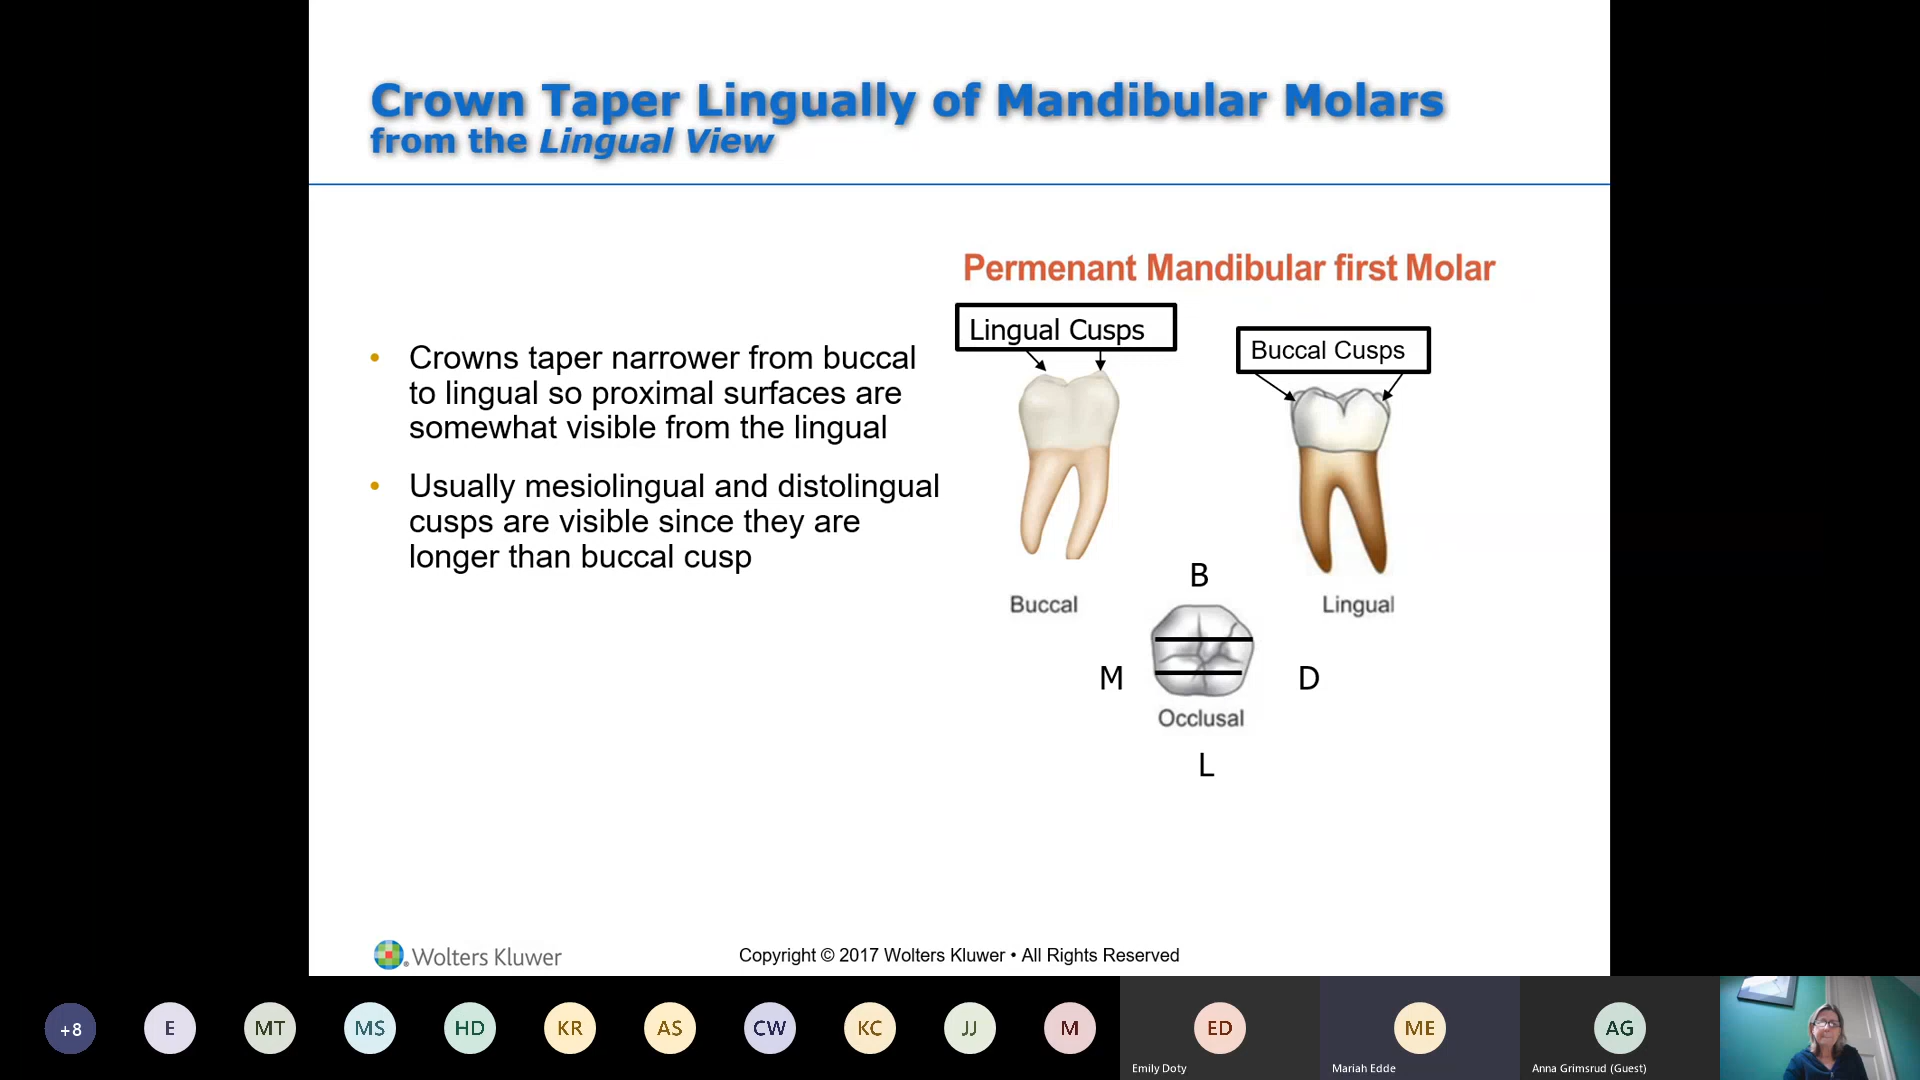 Crown Taper Lingually of Mandibular Molars
from the Lingual View
Permenant Mandibular first Molar
Lingual Cusps
Buccal Cusps
• Crowns taper narrower from buccal
to lingual so proximal surfaces are
somewhat visible from the lingual
• Usually mesiolingual and distolingual
cusps are visible since they are
longer than buccal cusp
B
Buccal
Lingual
M
D
Occlusal
L
Wolters Kluwer
Copyright © 2017 Wolters Kluwer • All Rights Reserved
+8
E
MT
MS
HD
KR
AS
CW
KC
JJ
M
ED
Emily Doty
ME
Mariah Edde
AG
Anna Grimsrud (Guest)